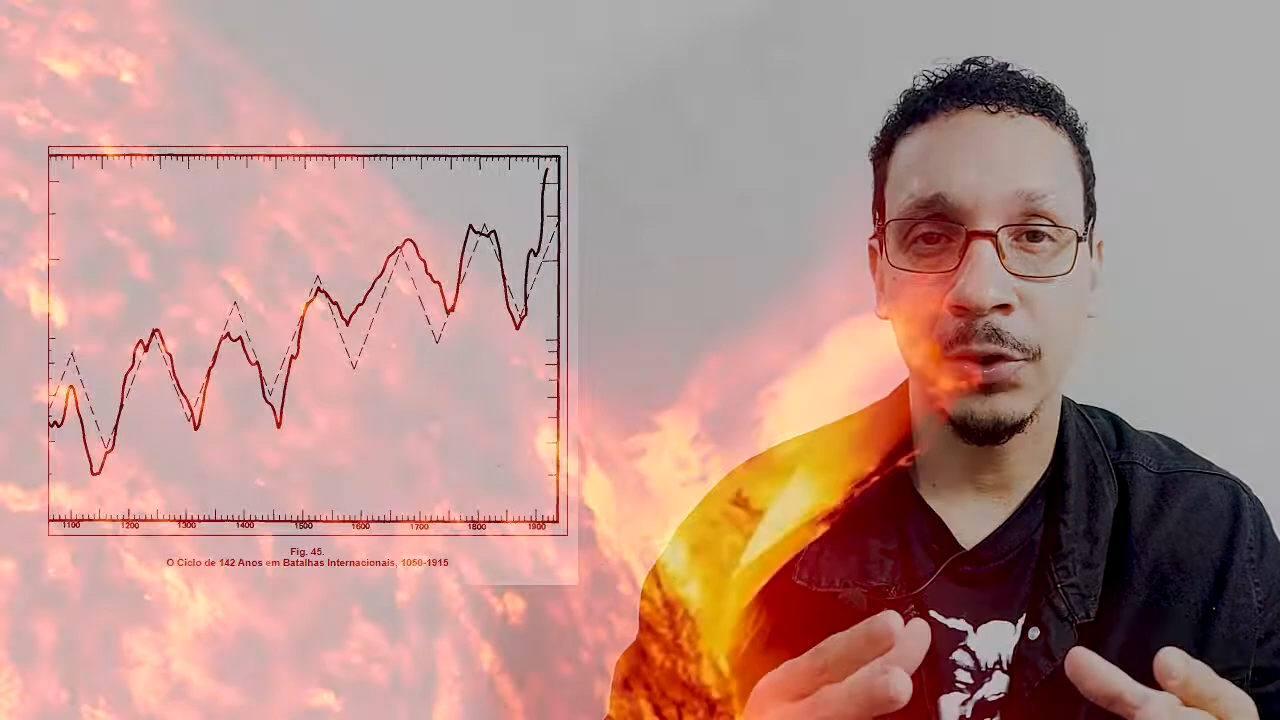 1100 1200 1300 1400 1500 1600 1700 1800 1900
Fig. 45.
O Ciclo de 142 Anos em Batalhas Internacionais, 1050-1915